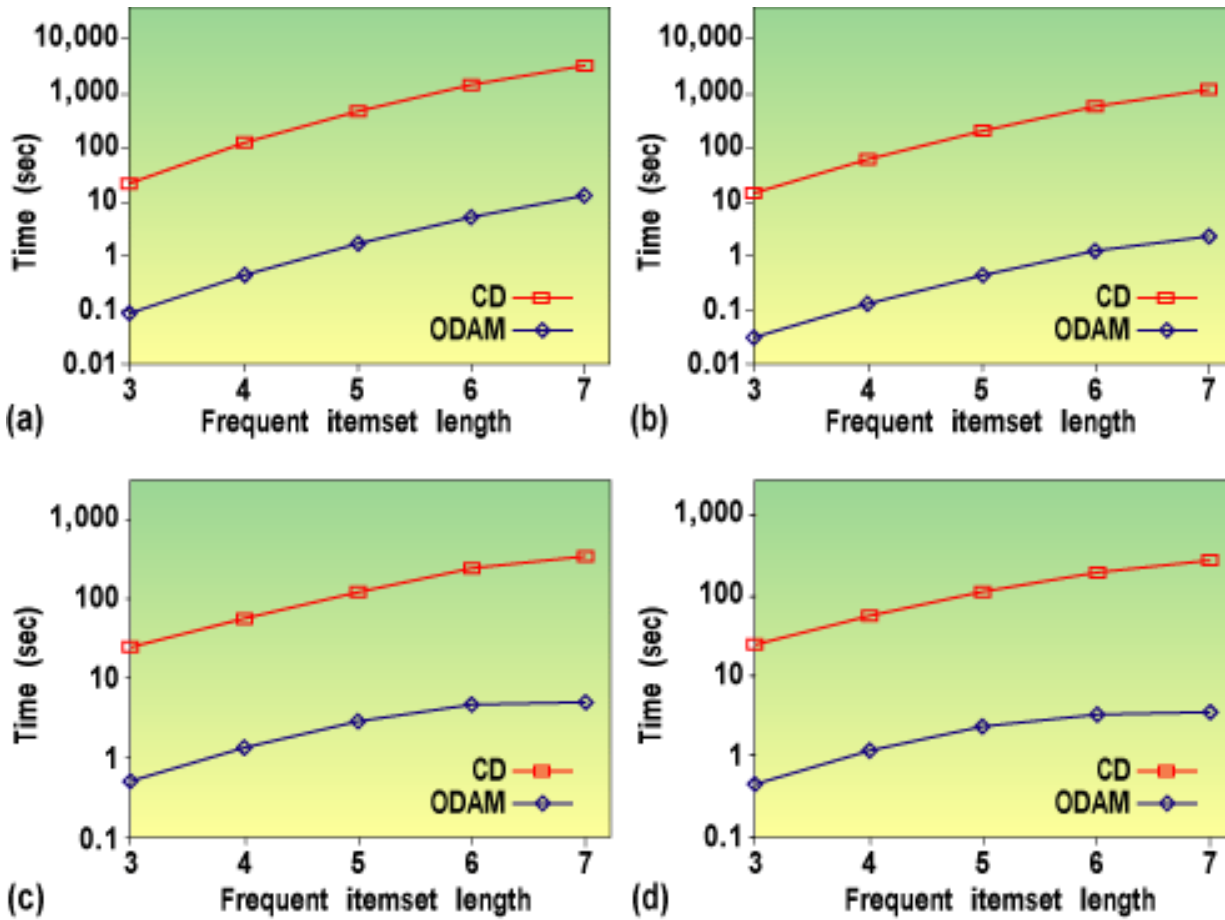 10,000
1,000
100
10
1
0.1
0.01
Time (sec)
CD
ODAM
3 4 5 6 7
Frequent itemset length
(a)
10,000
1,000
100
10
1
0.1
0.01
Time (sec)
CD
ODAM
3 4 5 6 7
Frequent itemset length
(b)
1,000
100
10
1
0.1
Time (sec)
CD
ODAM
3 4 5 6 7
Frequent itemset length
(c)
1,000
100
10
1
0.1
Time (sec)
CD
ODAM
3 4 5 6 7
Frequent itemset length
(d)